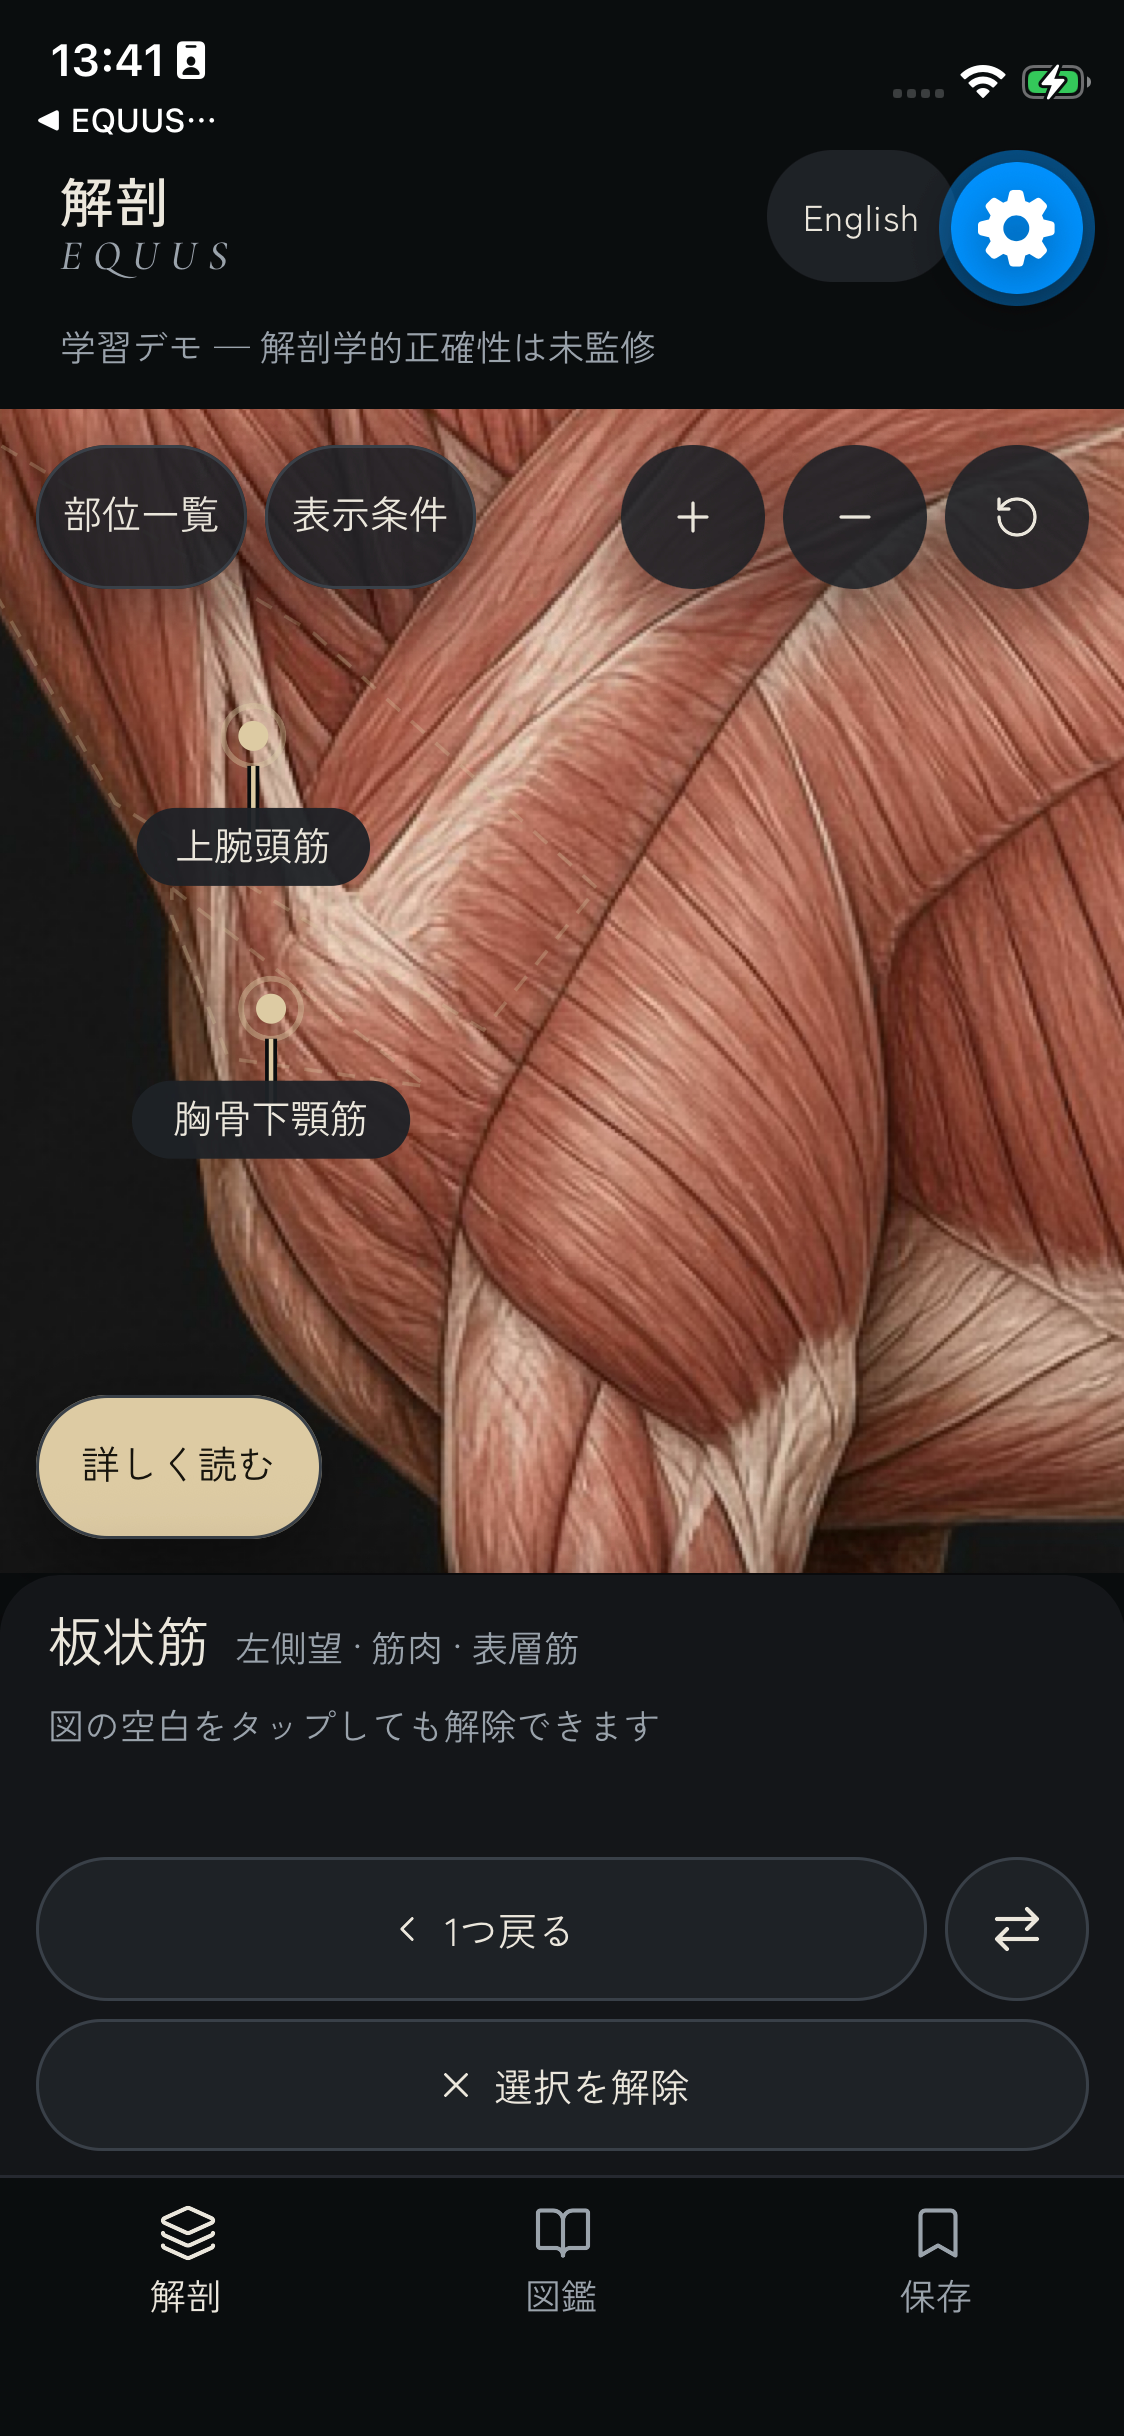 13:41
◀ EQUUS…
解剖
EQUUS
English
学習デモ — 解剖学的正確性は未監修
部位一覧
表示条件
上腕頭筋
胸骨下顎筋
詳しく読む
板状筋 左側望 · 筋肉 · 表層筋
図の空白をタップしても解除できます
1つ戻る
選択を解除
解剖
図鑑
保存